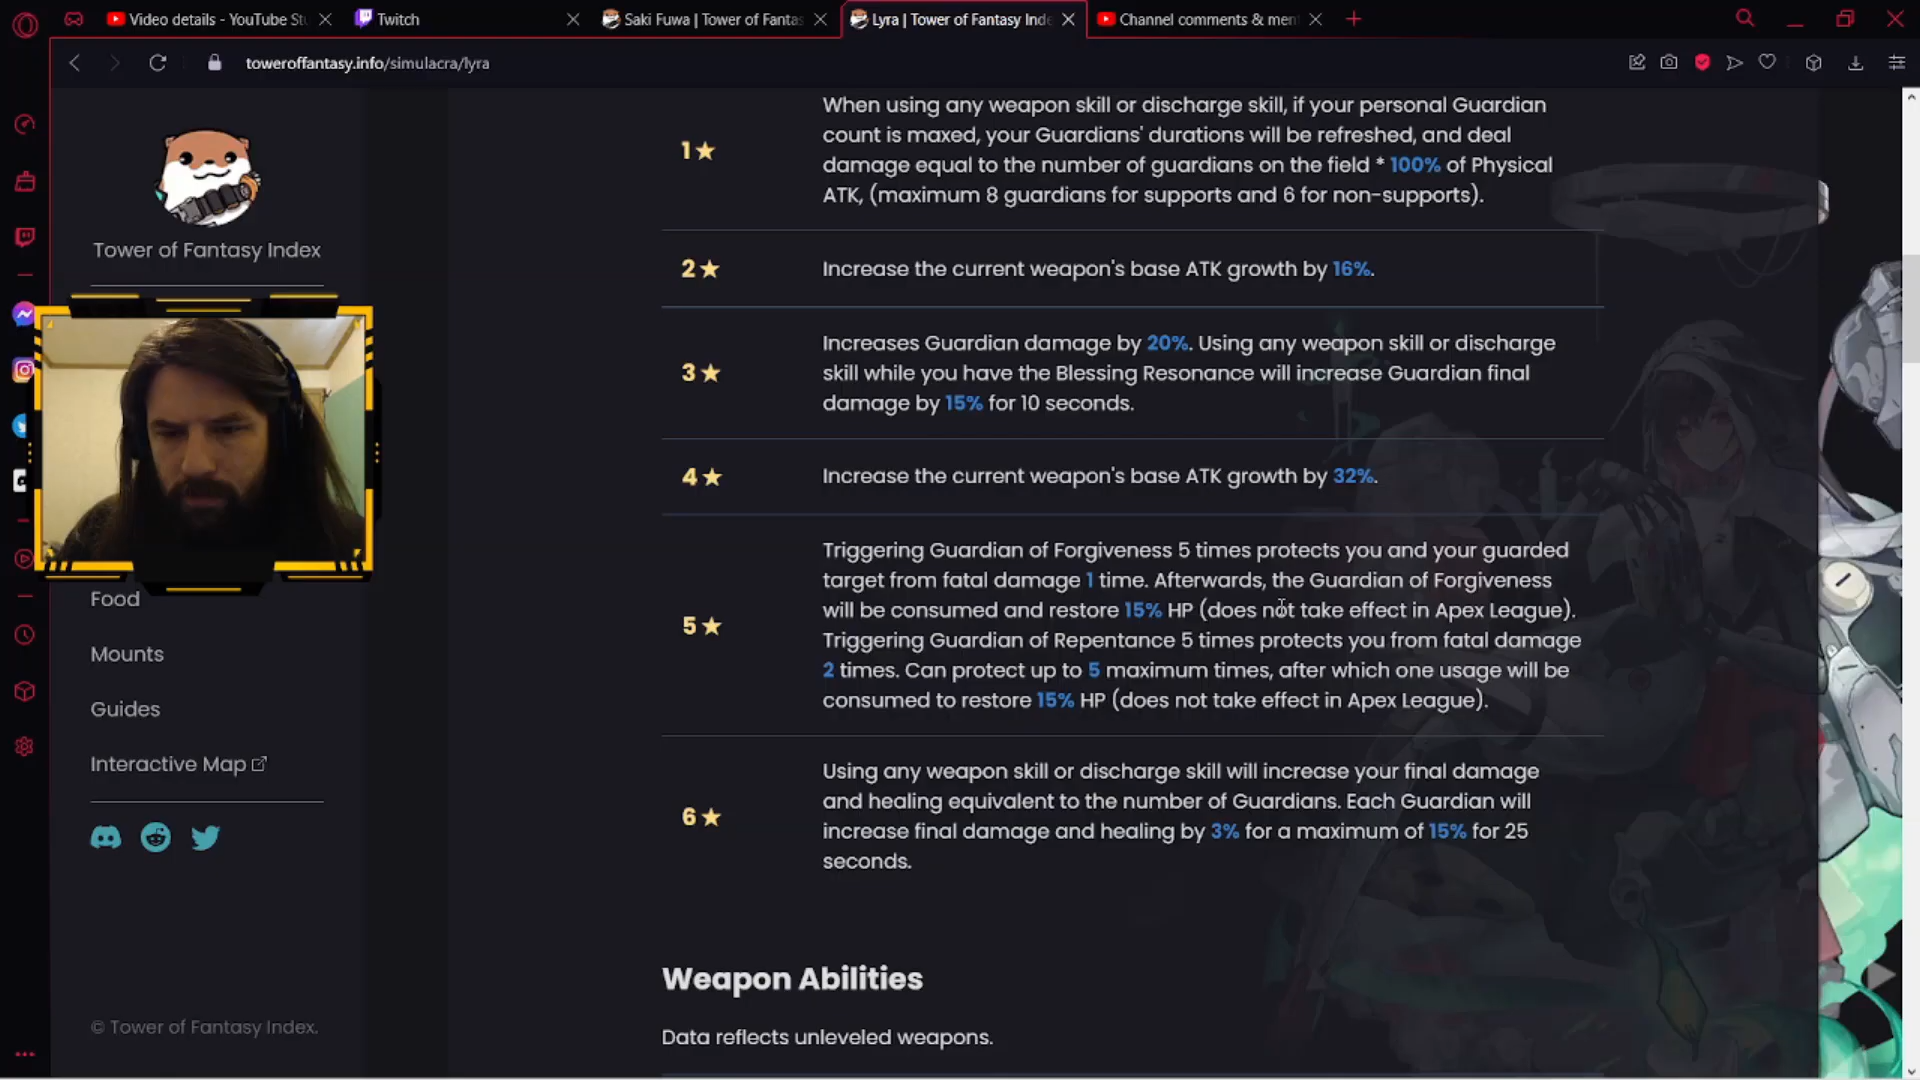 Video details - YouTube Stu
Twitch
Saki Fuwa | Tower of Fantas
Lyra | Tower of Fantasy Inde
Channel comments & men
toweroffantasy.info/simulacra/lyra
Tower of Fantasy Index
Food
Mounts
Guides
Interactive Map
© Tower of Fantasy Index.
1★
When using any weapon skill or discharge skill, if your personal Guardian
count is maxed, your Guardians' durations will be refreshed, and deal
damage equal to the number of guardians on the field * 100% of Physical
ATK, (maximum 8 guardians for supports and 6 for non-supports).
2★
Increase the current weapon's base ATK growth by 16%.
3★
Increases Guardian damage by 20%. Using any weapon skill or discharge
skill while you have the Blessing Resonance will increase Guardian final
damage by 15% for 10 seconds.
4★
Increase the current weapon's base ATK growth by 32%.
5★
Triggering Guardian of Forgiveness 5 times protects you and your guarded
target from fatal damage 1 time. Afterwards, the Guardian of Forgiveness
will be consumed and restore 15% HP (does not take effect in Apex League).
Triggering Guardian of Repentance 5 times protects you from fatal damage
2 times. Can protect up to 5 maximum times, after which one usage will be
consumed to restore 15% HP (does not take effect in Apex League).
6★
Using any weapon skill or discharge skill will increase your final damage
and healing equivalent to the number of Guardians. Each Guardian will
increase final damage and healing by 3% for a maximum of 15% for 25
seconds.
Weapon Abilities
Data reflects unleveled weapons.